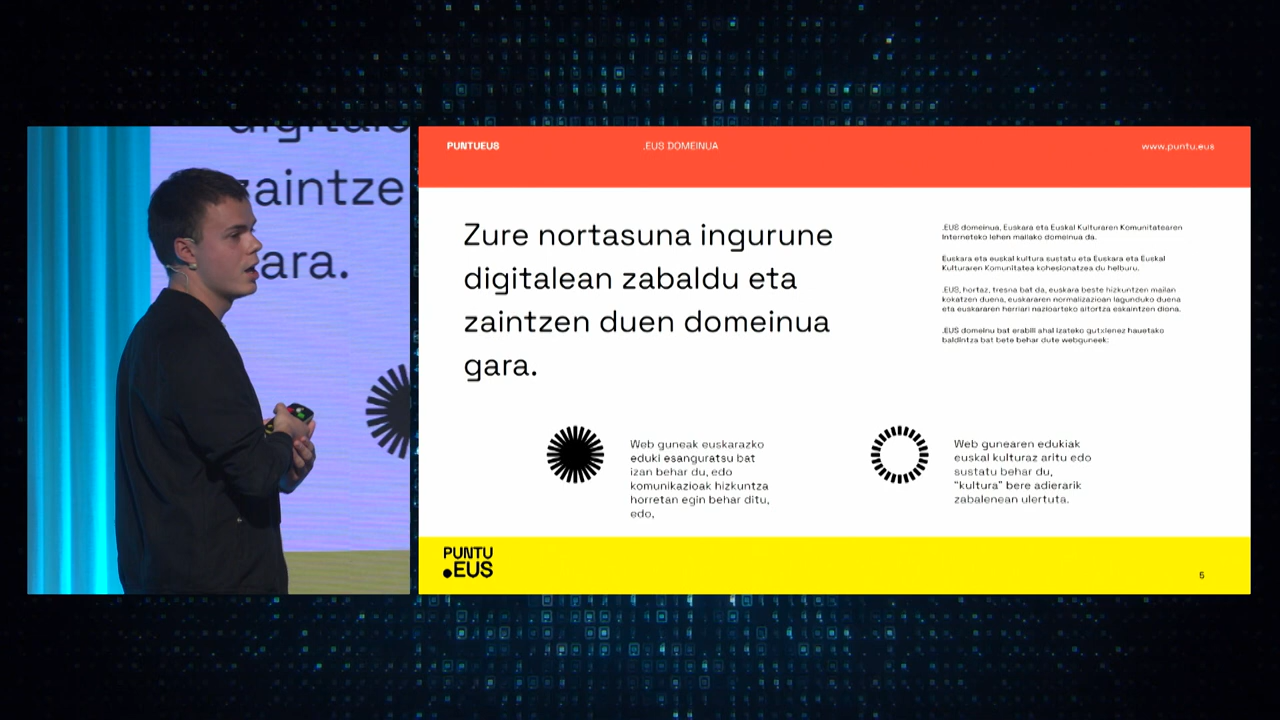 digitale
zaintze
gara.
PUNTUEUS
.EUS DOMEINUA
www.puntu.eus
Zure nortasuna ingurune
digitalean zabaldu eta
zaintzen duen domeinua
gara.
.EUS domeinua, Euskara eta Euskal Kulturaren Komunitatearen
Interneteko lehen mailako domeinua da.
Euskara eta euskal kultura sustatu eta Euskara eta Euskal
Kulturaren Komunitatea kohesionatzea du helburu.
.EUS, hortaz, tresna bat da, euskara beste hizkuntzen mailan
kokatzen duena, euskararen normalizazioan lagunduko duena
eta euskararen herriari nazioarteko aitortza eskaintzen diona.
.EUS domeinu bat erabili ahal izateko gutxienez hauetako
baldintza bat bete behar dute webguneek:
Web guneak euskarazko
eduki esanguratsu bat
izan behar du, edo
komunikazioak hizkuntza
horretan egin behar ditu,
edo,
Web gunearen edukiak
euskal kulturaz aritu edo
sustatu behar du,
"kultura" bere adierarik
zabalenean ulertuta.
PUNTU
.EUS
5